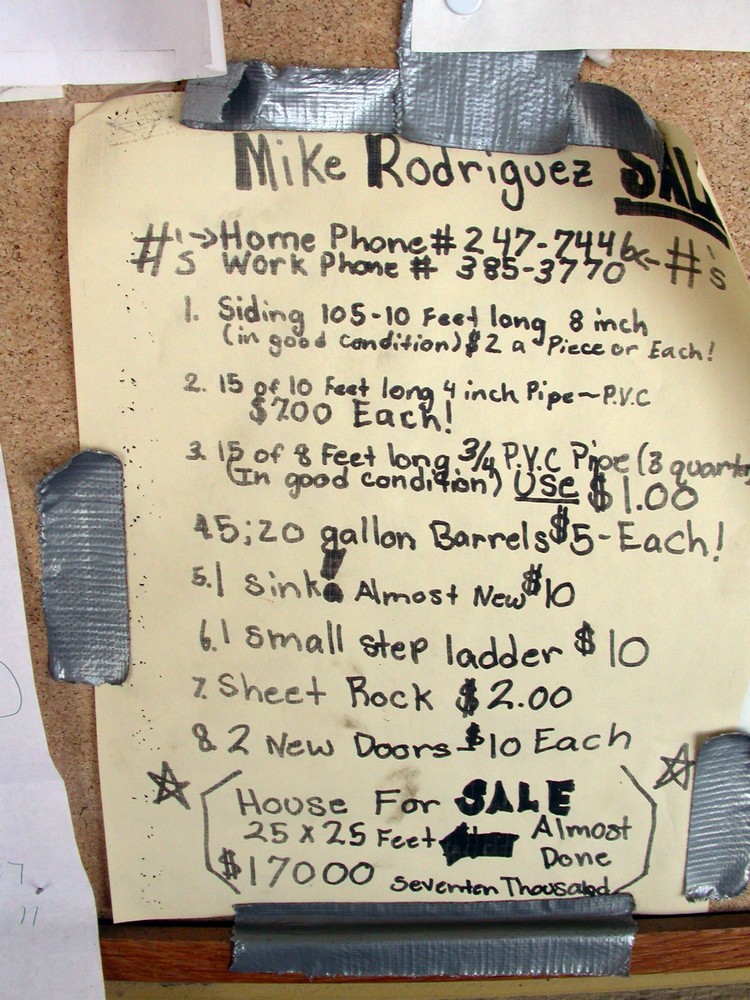 Mike Rodriguez SAL
#'s → Home Phone # 247-7446 ← #'s
Work Phone # 385-3770
1. Siding 105-10 Feet long 8 inch
(in good condition) $2 a Piece or Each!
2. 15 of 10 Feet long 4 inch Pipe~P.V.C
$7.00 Each!
3. 15 of 8 Feet long 3/4 P.V.C Pipe (3 quarter
(In good condition) Use $1.00
4. 5; 20 gallon Barrels $5-Each!
5. 1 sink! Almost New $10
6. 1 small step ladder $10
7. Sheet Rock $2.00
8. 2 New Doors-$10 Each
☆ House For SALE ☆
25 x 25 Feet Almost Done
$17000 Seventen Thousand